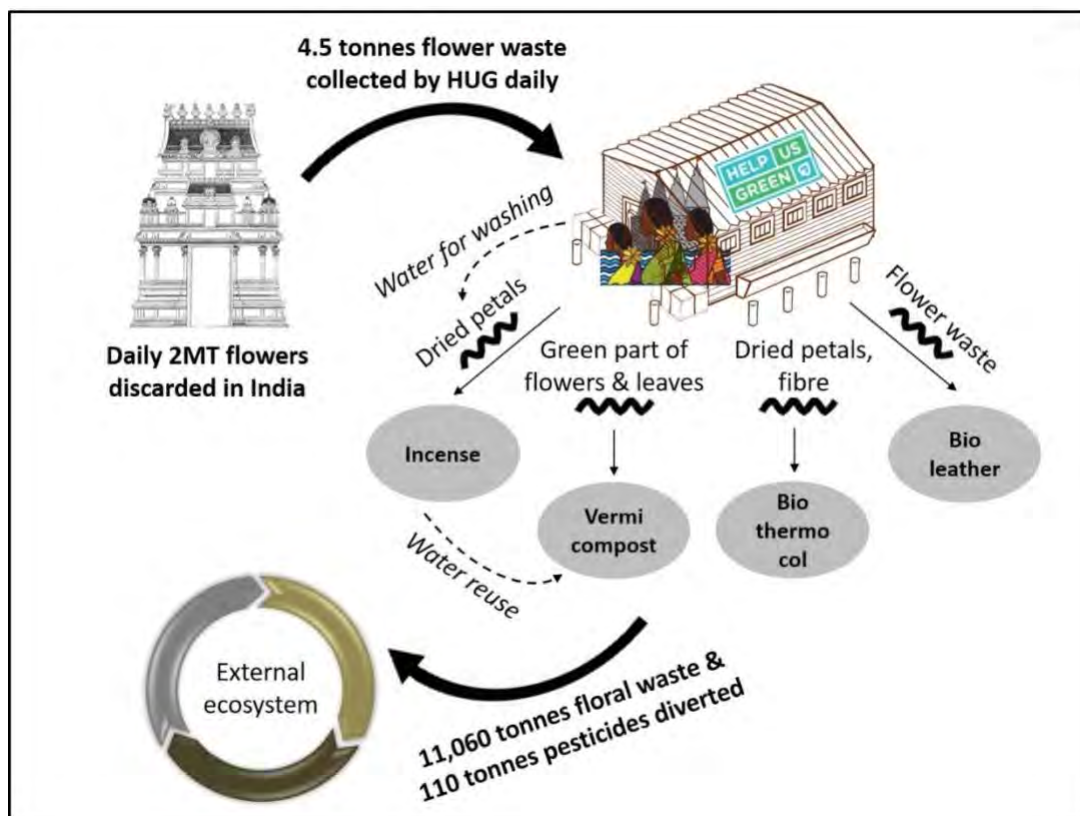 4.5 tonnes flower waste
collected by HUG daily
HELP US
GREEN
Water for washing
Daily 2MT flowers
discarded in India
Dried petals
Green part of
flowers & leaves
Dried petals,
fibre
Flower waste
Incense
Vermi
compost
Bio
thermo
col
Bio
leather
Water reuse
External
ecosystem
11,060 tonnes floral waste &
110 tonnes pesticides diverted